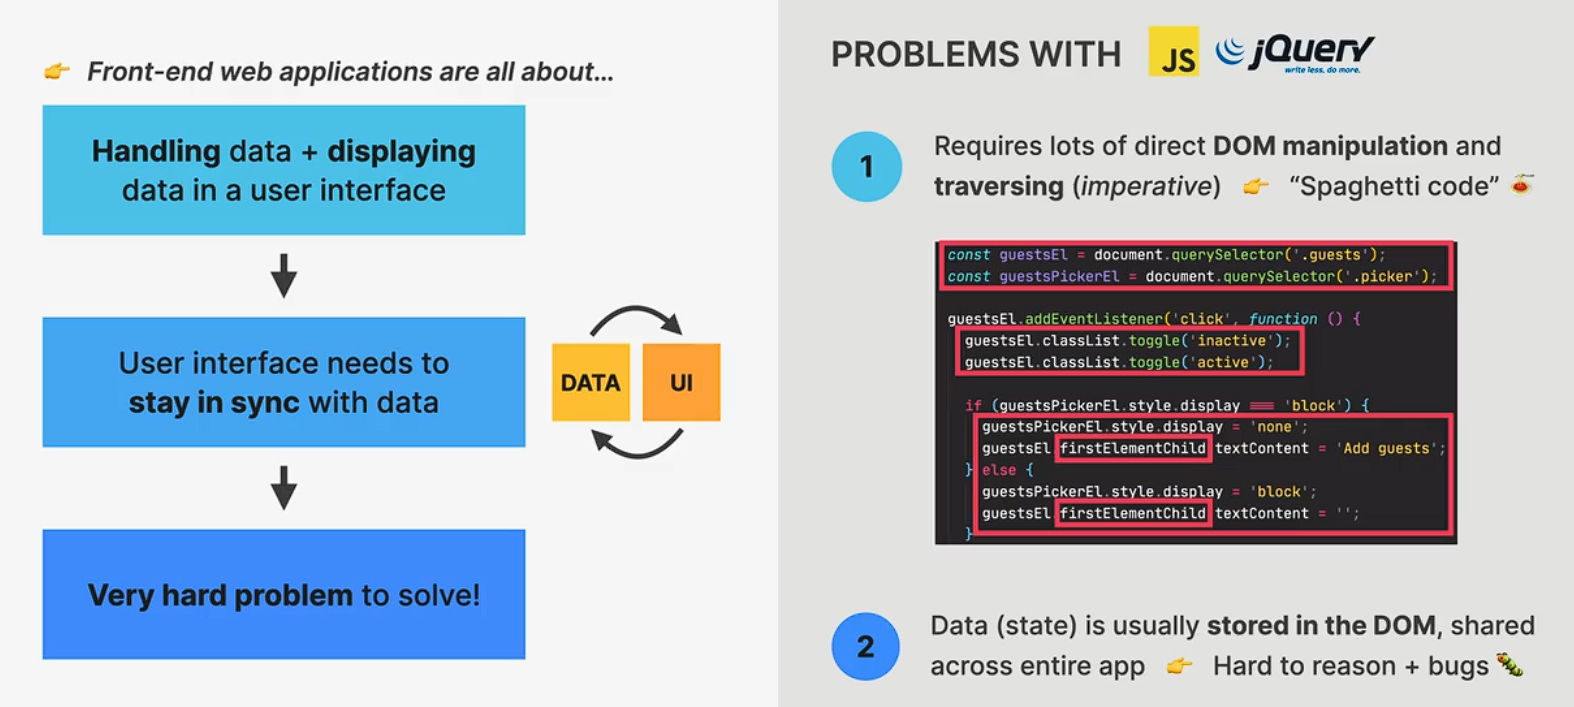 Front-end web applications are all about...
Handling data + displaying
data in a user interface
User interface needs to
stay in sync with data
DATA
UI
Very hard problem to solve!
PROBLEMS WITH
JS
jQuery
write less, do more.
1
Requires lots of direct DOM manipulation and
traversing (imperative) “Spaghetti code”
const guestsEl = document.querySelector('.guests');
const guestsPickerEl = document.querySelector('.picker');
guestsEl.addEventListener('click', function () {
guestsEl.classList.toggle('inactive');
guestsEl.classList.toggle('active');
if (guestsPickerEl.style.display === 'block') {
guestsPickerEl.style.display = 'none';
guestsEl.firstElementChild.textContent = 'Add guests';
} else {
guestsPickerEl.style.display = 'block';
guestsEl.firstElementChild.textContent = '';
}
2
Data (state) is usually stored in the DOM, shared
across entire app Hard to reason + bugs